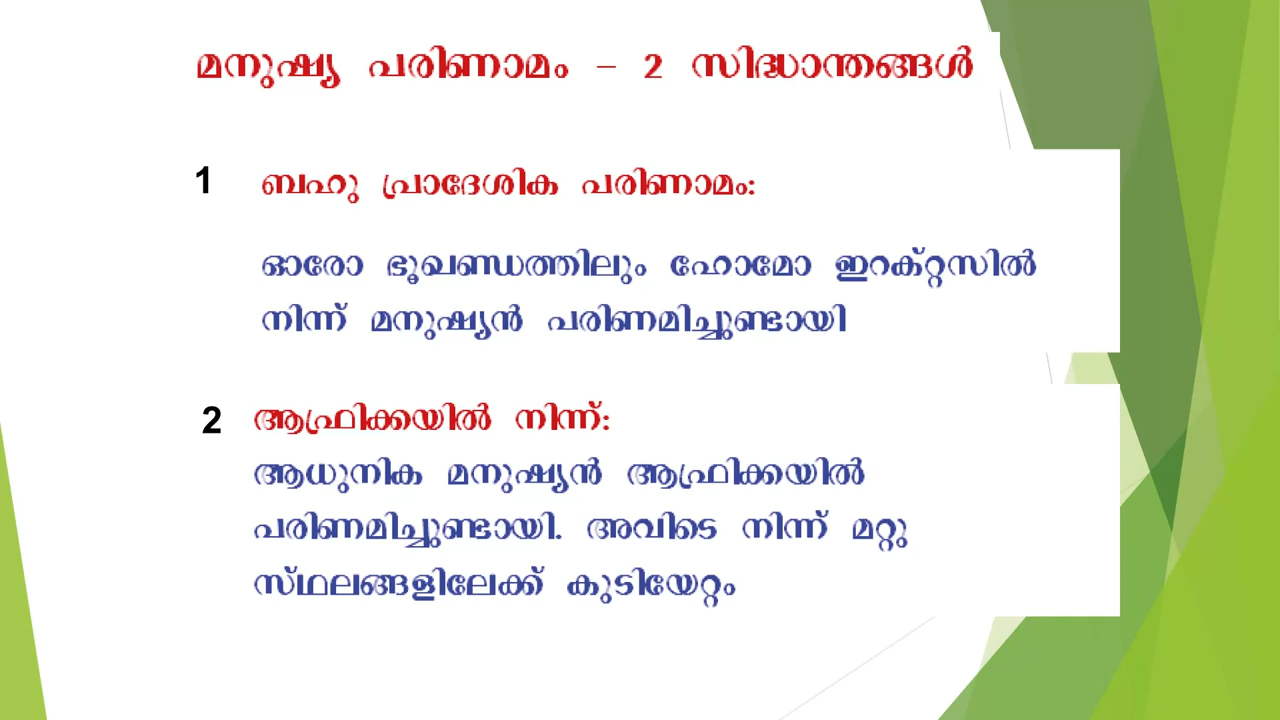 മനുഷ്യ പരിണാമം – 2 സിദ്ധാന്തങ്ങൾ
1 ബഹു പ്രാദേശിക പരിണാമം:
ഓരോ ഭൂഖണ്ഡത്തിലും ഹോമോ ഇറക്റ്റസിൽ
നിന്ന് മനുഷ്യൻ പരിണമിച്ചുണ്ടായി
2 ആഫ്രിക്കയിൽ നിന്ന്:
ആധുനിക മനുഷ്യൻ ആഫ്രിക്കയിൽ
പരിണമിച്ചുണ്ടായി. അവിടെ നിന്ന് മറ്റു
സ്ഥലങ്ങളിലേക്ക് കുടിയേറ്റം